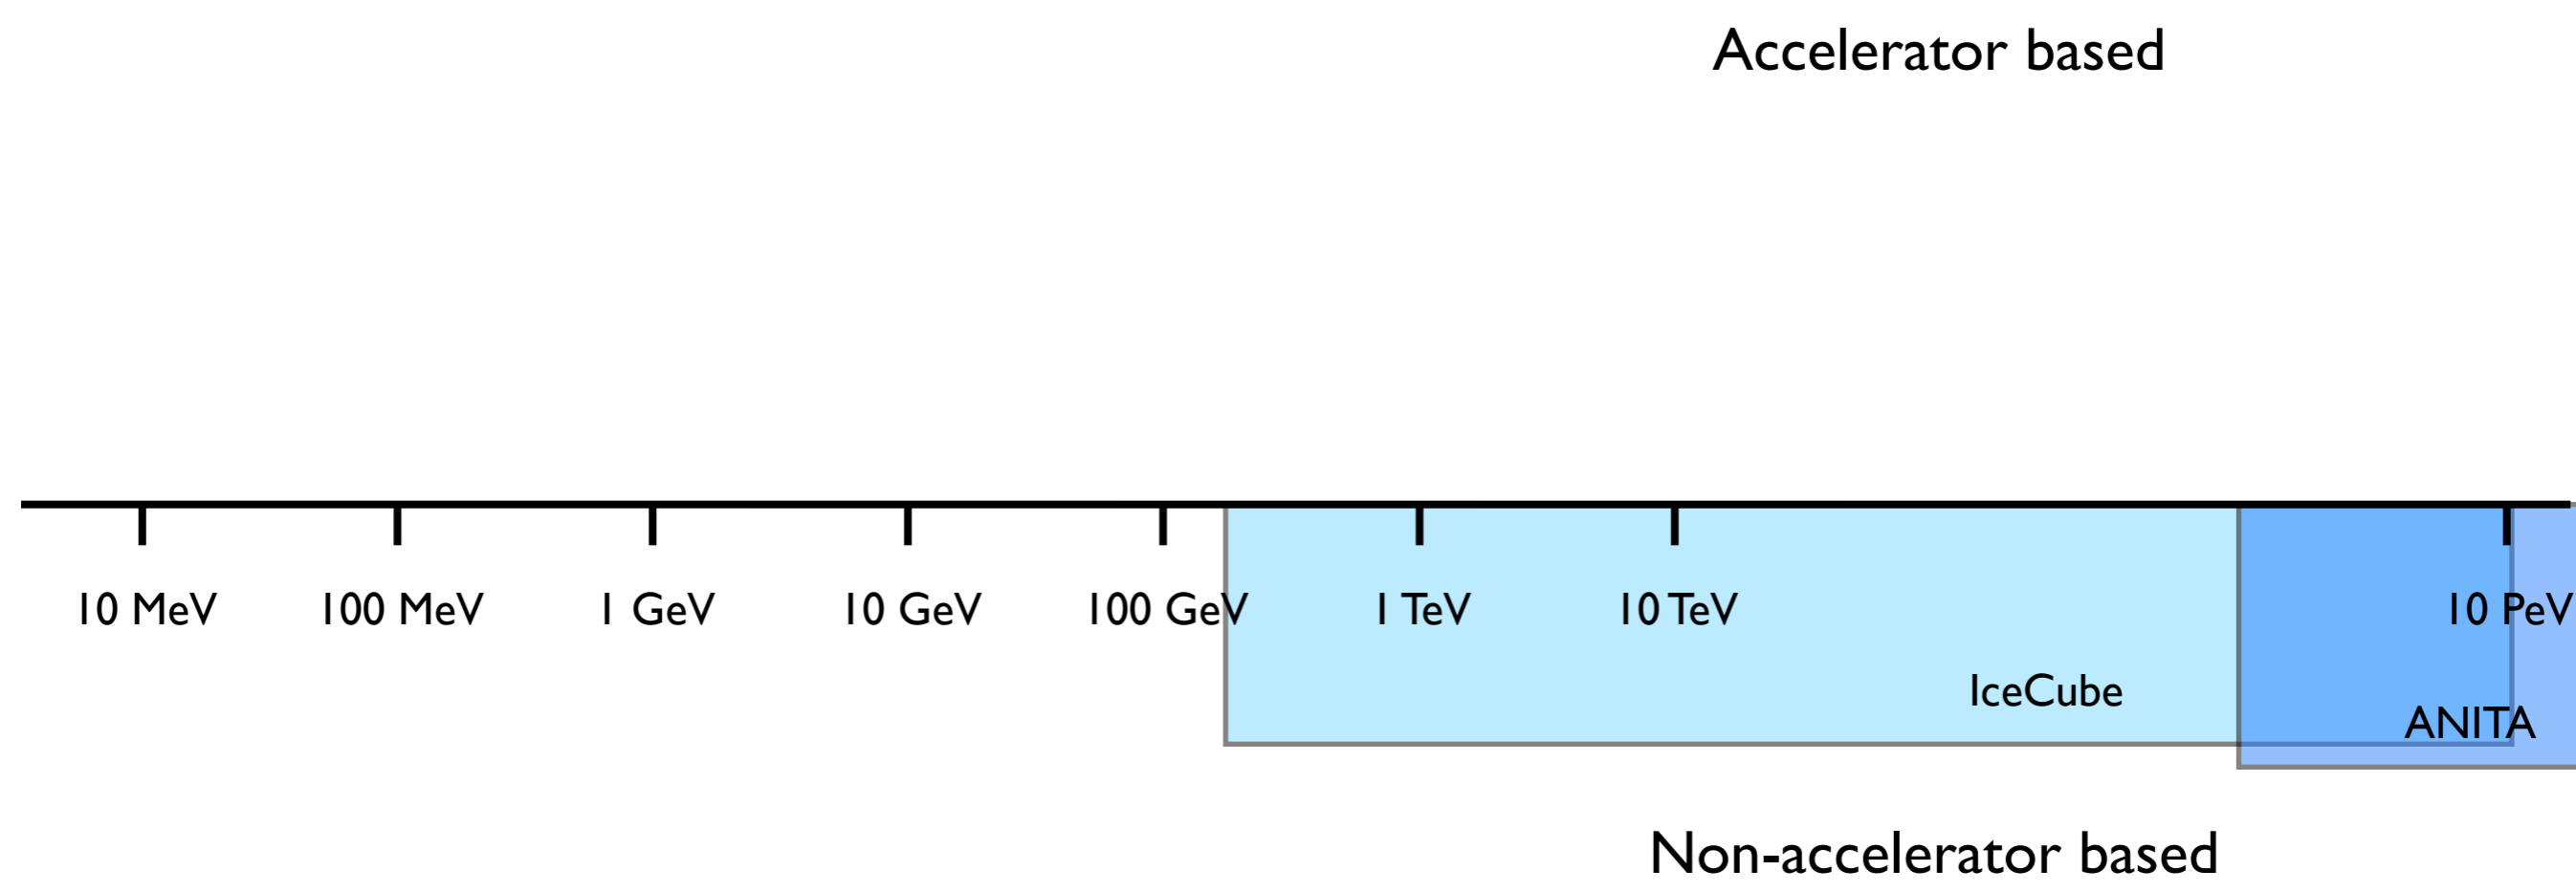 Accelerator based
10 MeV 100 MeV 1 GeV 10 GeV 100 GeV 1 TeV 10 TeV 10 PeV
IceCube
ANITA
Non-accelerator based